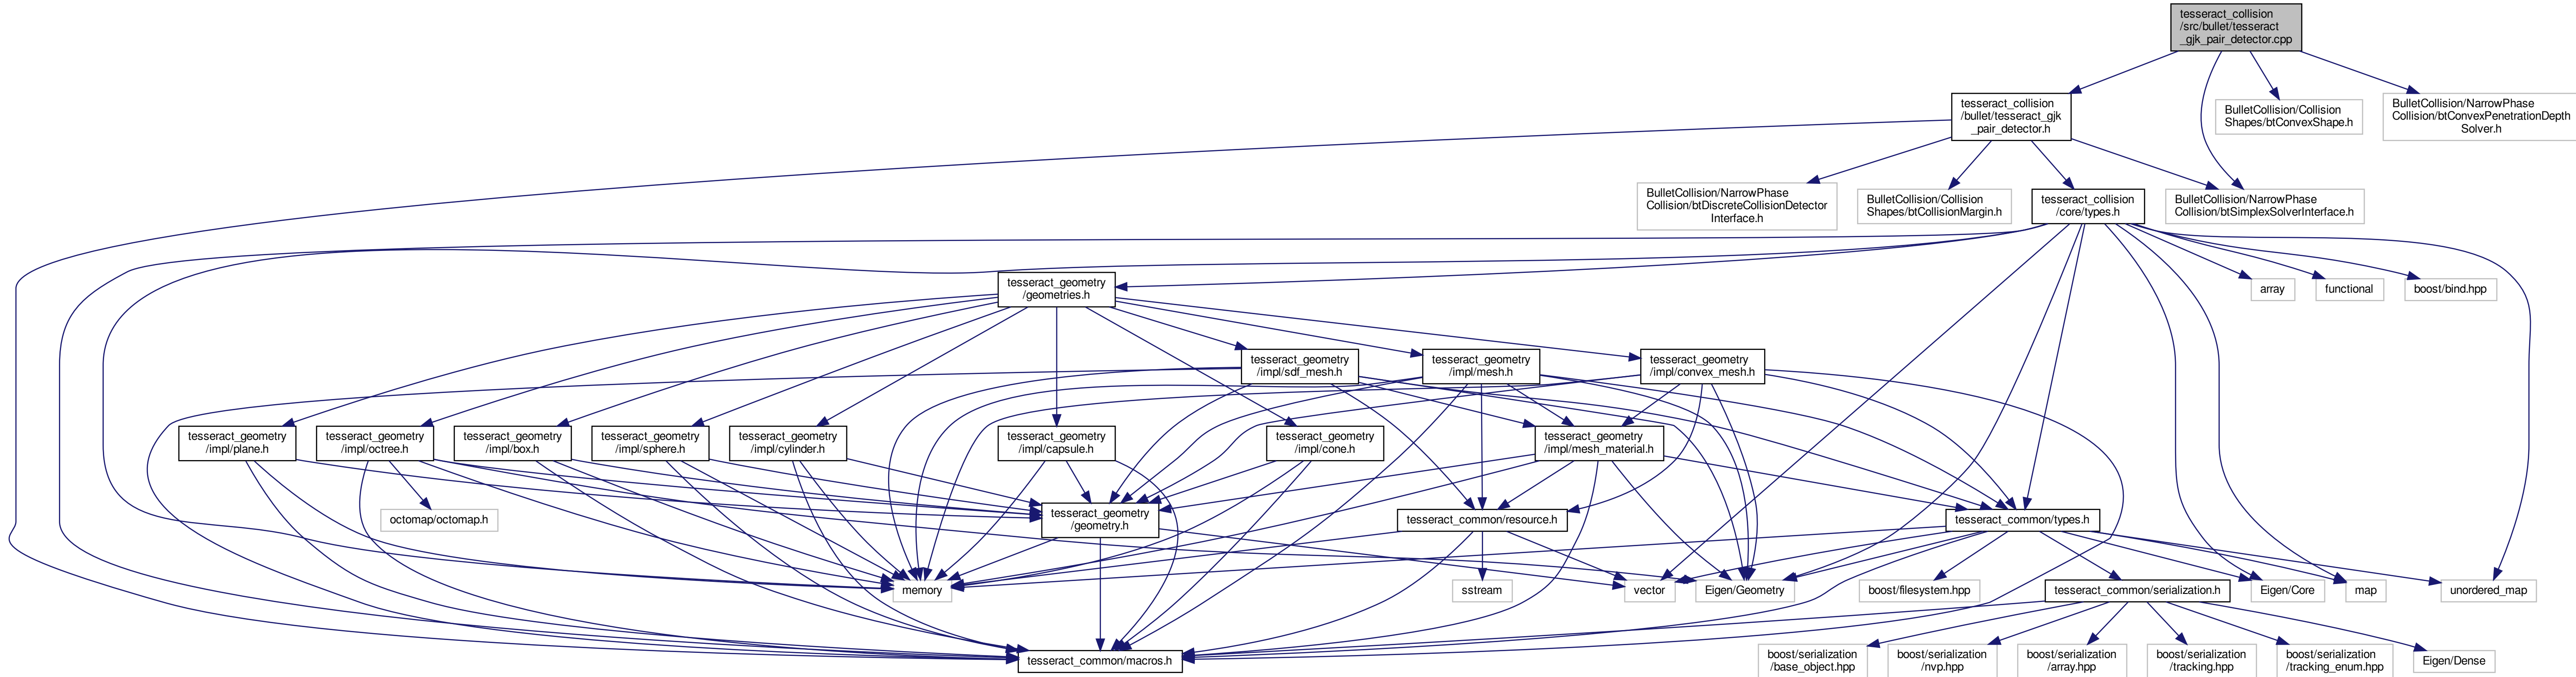 tesseract_collision
/src/bullet/tesseract
_gjk_pair_detector.cpp
tesseract_collision
/bullet/tesseract_gjk
_pair_detector.h
BulletCollision/Collision
Shapes/btConvexShape.h
BulletCollision/NarrowPhase
Collision/btConvexPenetrationDepth
Solver.h
BulletCollision/NarrowPhase
Collision/btDiscreteCollisionDetector
Interface.h
BulletCollision/Collision
Shapes/btCollisionMargin.h
tesseract_collision
/core/types.h
BulletCollision/NarrowPhase
Collision/btSimplexSolverInterface.h
tesseract_geometry
/geometries.h
array
functional
boost/bind.hpp
tesseract_geometry
/impl/sdf_mesh.h
tesseract_geometry
/impl/mesh.h
tesseract_geometry
/impl/convex_mesh.h
tesseract_geometry
/impl/plane.h
tesseract_geometry
/impl/octree.h
tesseract_geometry
/impl/box.h
tesseract_geometry
/impl/sphere.h
tesseract_geometry
/impl/cylinder.h
tesseract_geometry
/impl/capsule.h
tesseract_geometry
/impl/cone.h
tesseract_geometry
/impl/mesh_material.h
octomap/octomap.h
tesseract_geometry
/geometry.h
tesseract_common/resource.h
tesseract_common/types.h
memory
sstream
vector
Eigen/Geometry
boost/filesystem.hpp
tesseract_common/serialization.h
Eigen/Core
map
unordered_map
tesseract_common/macros.h
boost/serialization
/base_object.hpp
boost/serialization
/nvp.hpp
boost/serialization
/array.hpp
boost/serialization
/tracking.hpp
boost/serialization
/tracking_enum.hpp
Eigen/Dense